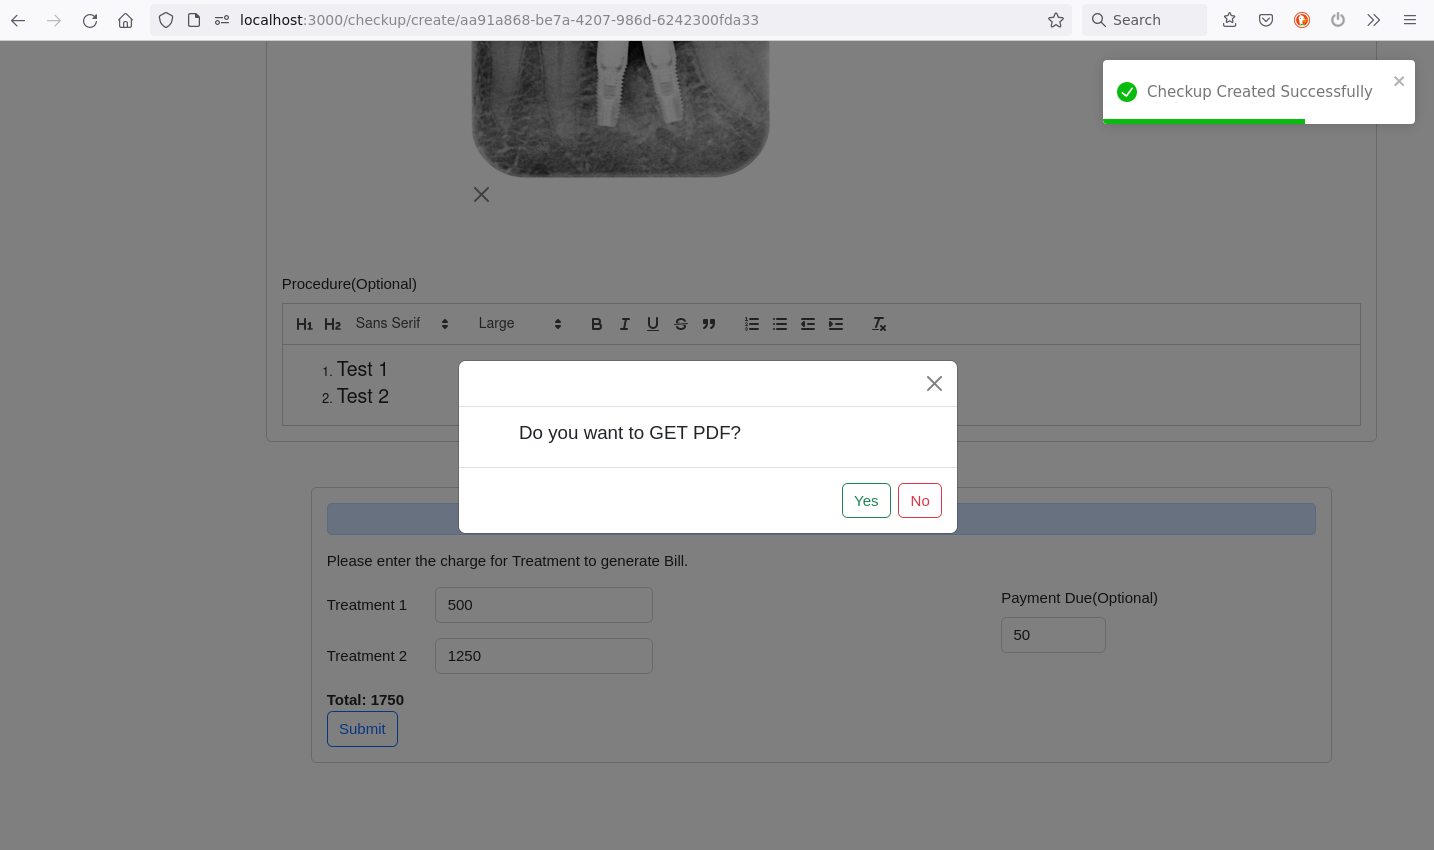 localhost:3000/checkup/create/aa91a868-be7a-4207-986d-6242300fda33
Search
Checkup Created Successfully
Procedure(Optional)
H1 H2 Sans Serif Large B I U S
1. Test 1
2. Test 2
Do you want to GET PDF?
Yes No
Please enter the charge for Treatment to generate Bill.
Treatment 1 500
Payment Due(Optional)
50
Treatment 2 1250
Total: 1750
Submit